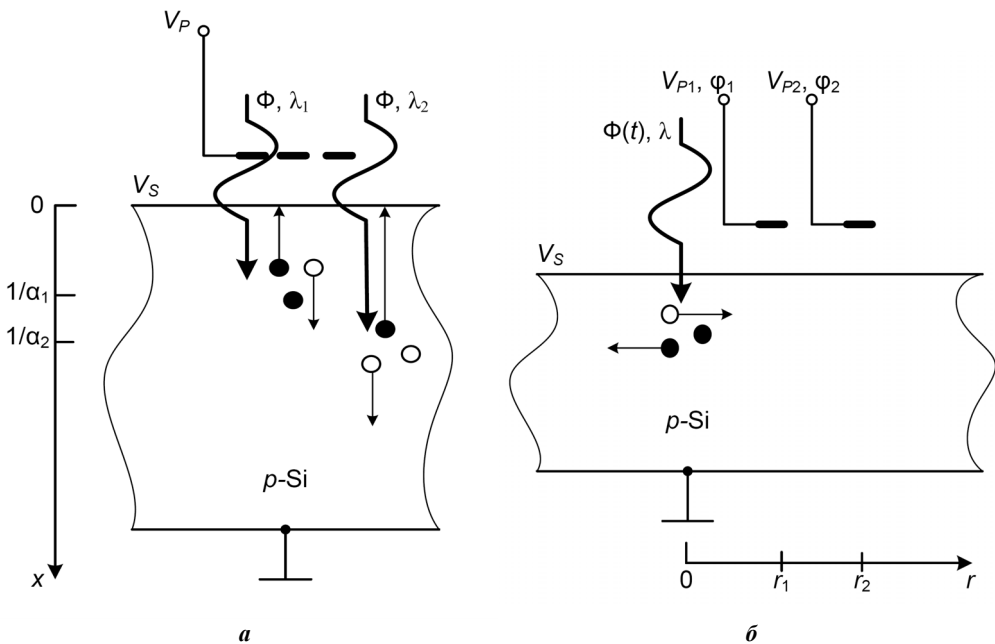 V_P
Φ, λ₁
Φ, λ₂
V_S
0
1/α₁
1/α₂
p-Si
x
а
V_P1, φ₁
V_P2, φ₂
Φ(t), λ
V_S
p-Si
0
r₁
r₂
r
б